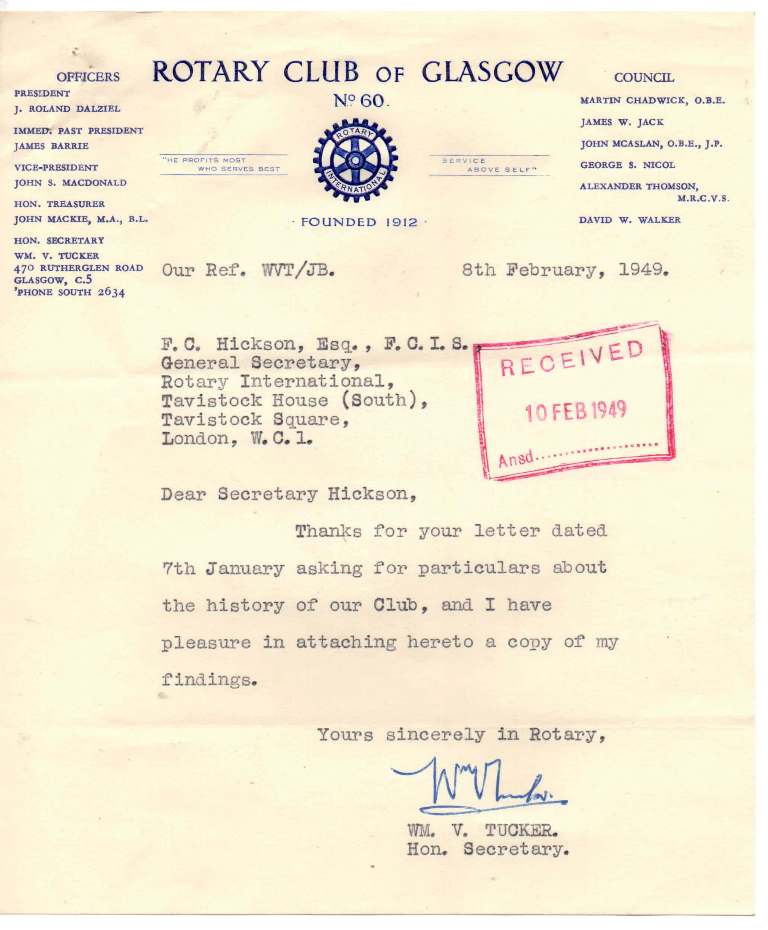 ROTARY CLUB OF GLASGOW
Nº 60.
"HE PROFITS MOST
WHO SERVES BEST
ROTARY
INTERNATIONAL
SERVICE
ABOVE SELF"
· FOUNDED 1912 ·
OFFICERS
PRESIDENT
J. ROLAND DALZIEL
IMMED. PAST PRESIDENT
JAMES BARRIE
VICE-PRESIDENT
JOHN S. MACDONALD
HON. TREASURER
JOHN MACKIE, M.A., B.L.
HON. SECRETARY
WM. V. TUCKER
470 RUTHERGLEN ROAD
GLASGOW, C.5
'PHONE SOUTH 2634
COUNCIL
MARTIN CHADWICK, O.B.E.
JAMES W. JACK
JOHN MCASLAN, O.B.E., J.P.
GEORGE S. NICOL
ALEXANDER THOMSON,
M.R.C.V.S.
DAVID W. WALKER
Our Ref. WVT/JB. 8th February, 1949.
F.C. Hickson, Esq., F.C.I.S.,
General Secretary,
Rotary International,
Tavistock House (South),
Tavistock Square,
London, W.C.1.
RECEIVED
10 FEB 1949
Ansd.....................
Dear Secretary Hickson,
Thanks for your letter dated
7th January asking for particulars about
the history of our Club, and I have
pleasure in attaching hereto a copy of my
findings.
Yours sincerely in Rotary,
Wm V Tucker.
WM. V. TUCKER.
Hon. Secretary.